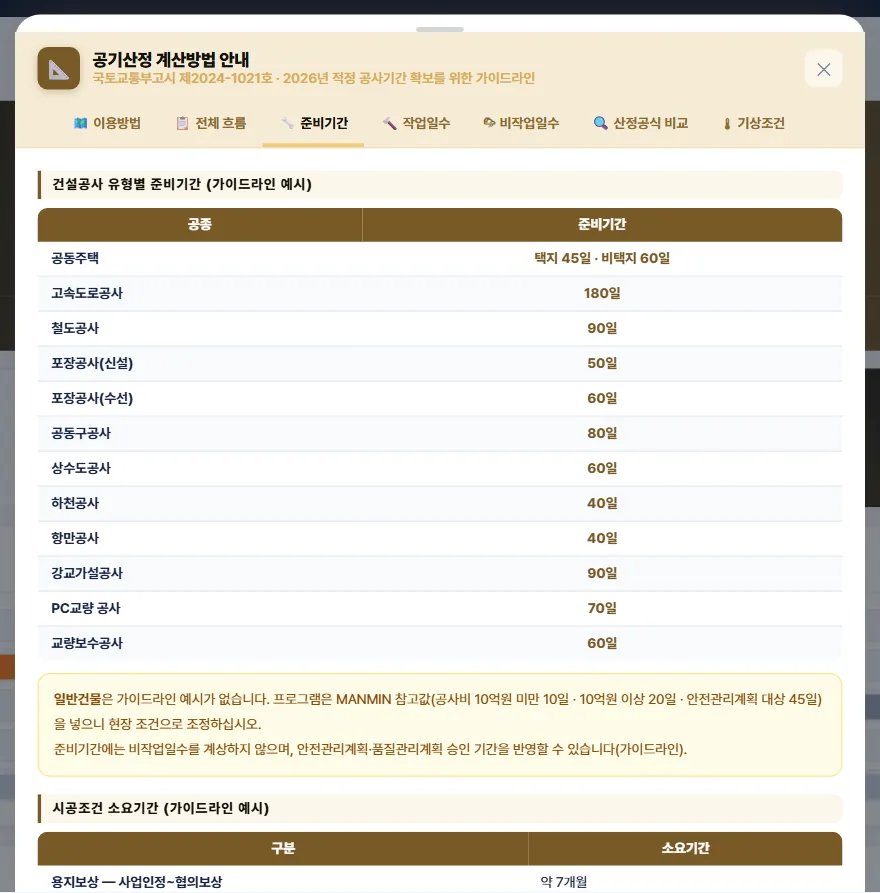 공기산정 계산방법 안내
국토교통부고시 제2024-1021호 · 2026년 적정 공사기간 확보를 위한 가이드라인
이용방법 전체 흐름 준비기간 작업일수 비작업일수 산정공식 비교 기상조건
건설공사 유형별 준비기간 (가이드라인 예시)
공종 준비기간
공동주택 택지 45일 · 비택지 60일
고속도로공사 180일
철도공사 90일
포장공사(신설) 50일
포장공사(수선) 60일
공동구공사 80일
상수도공사 60일
하천공사 40일
항만공사 40일
강교가설공사 90일
PC교량 공사 70일
교량보수공사 60일
일반건물은 가이드라인 예시가 없습니다. 프로그램은 MANMIN 참고값(공사비 10억원 미만 10일 · 10억원 이상 20일 · 안전관리계획 대상 45일)
을 넣으니 현장 조건으로 조정하십시오.
준비기간에는 비작업일수를 계상하지 않으며, 안전관리계획·품질관리계획 승인 기간을 반영할 수 있습니다(가이드라인).
시공조건 소요기간 (가이드라인 예시)
구분 소요기간
용지보상 — 사업인정~협의보상 약 7개월